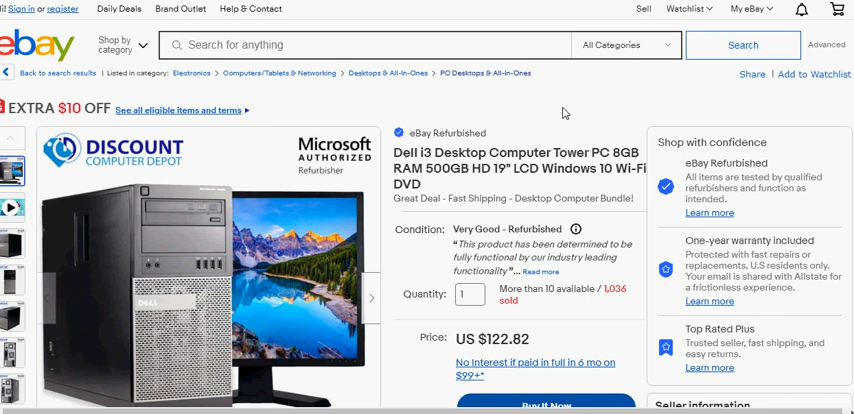 Hi! Sign in or register
Daily Deals
Brand Outlet
Help & Contact
Sell
Watchlist
My eBay
ebay
Shop by
category
Search for anything
All Categories
Search
Advanced
Back to search results | Listed in category: Electronics > Computers/Tablets & Networking > Desktops & All-In-Ones > PC Desktops & All-In-Ones
Share | Add to Watchlist
EXTRA $10 OFF See all eligible items and terms
DISCOUNT
COMPUTER DEPOT
Microsoft
AUTHORIZED
Refurbisher
DELL
eBay Refurbished
Dell i3 Desktop Computer Tower PC 8GB
RAM 500GB HD 19" LCD Windows 10 Wi-Fi
DVD
Great Deal - Fast Shipping - Desktop Computer Bundle!
Condition: Very Good - Refurbished
“This product has been determined to be
fully functional by our industry leading
functionality”... Read more
Quantity: 1 More than 10 available / 1,036
sold
Price: US $122.82
No Interest if paid in full in 6 mo on
$99+*
Buy It Now
Shop with confidence
eBay Refurbished
All items are tested by qualified
refurbishers and function as
intended.
Learn more
One-year warranty included
Protected with fast repairs or
replacements. U.S residents only.
Your email is shared with Allstate for
a frictionless experience.
Learn more
Top Rated Plus
Trusted seller, fast shipping, and
easy returns.
Learn more
Seller information